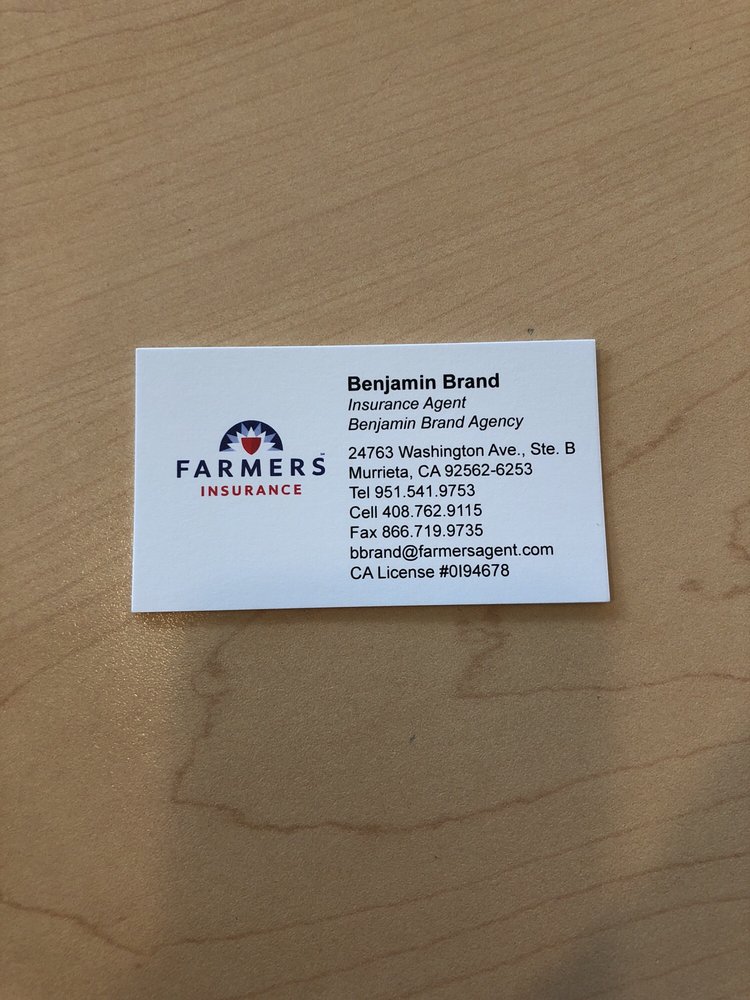 FARMERS
INSURANCE
Benjamin Brand
Insurance Agent
Benjamin Brand Agency
24763 Washington Ave., Ste. B
Murrieta, CA 92562-6253
Tel 951.541.9753
Cell 408.762.9115
Fax 866.719.9735
bbrand@farmersagent.com
CA License #0I94678